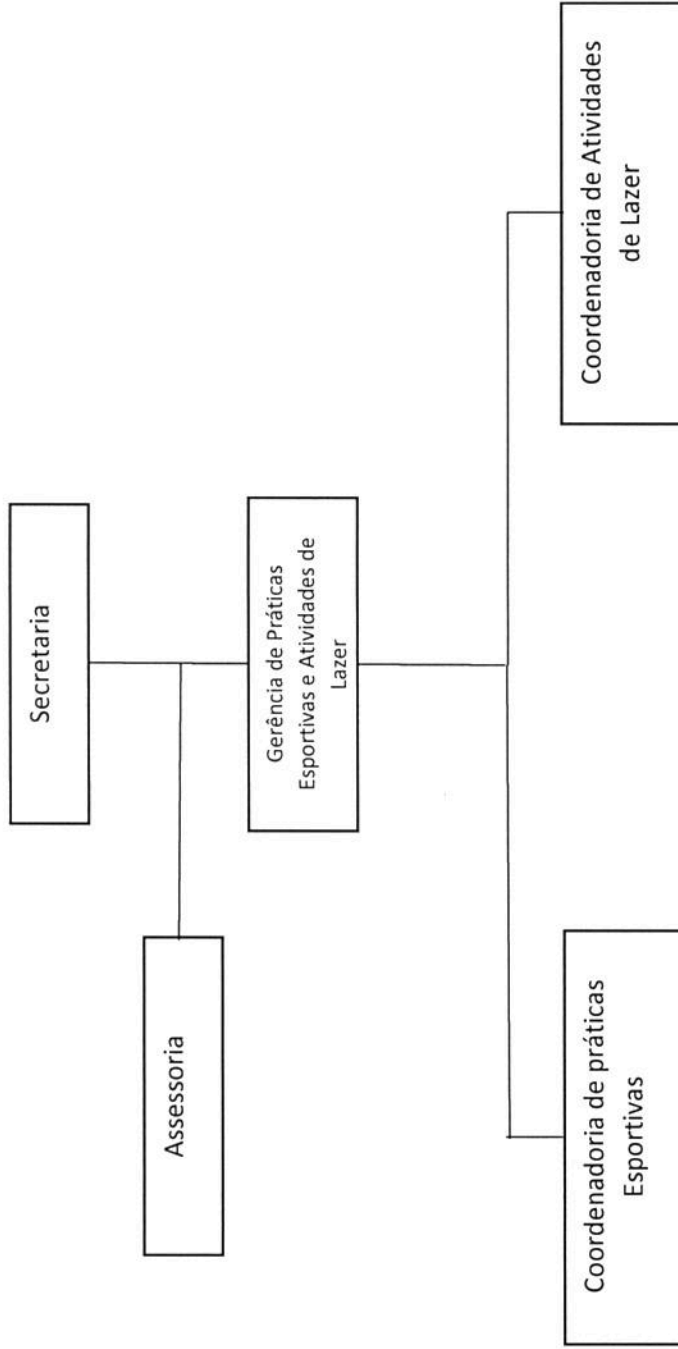 Secretaria
Assessoria
Gerência de Práticas
Esportivas e Atividades de
Lazer
Coordenadoria de práticas
Esportivas
Coordenadoria de Atividades
de Lazer